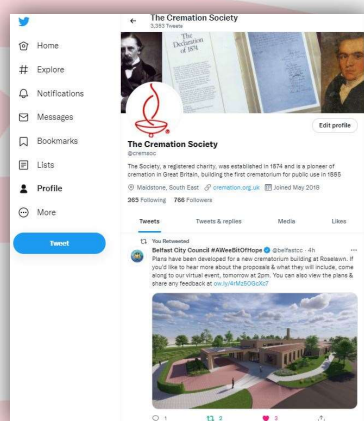 Home
Explore
Notifications
Messages
Bookmarks
Lists
Profile
More
Tweet
The Cremation Society
3,383 Tweets
The
Declaration
of 1874
Edit profile
The Cremation Society
@cremsoc
The Society, a registered charity, was established in 1874 and is a pioneer of
cremation in Great Britain, building the first crematorium for public use in 1885
Maidstone, South East cremation.org.uk Joined May 2019
365 Following 766 Followers
Tweets Tweets & replies Media Likes
You Retweeted
Belfast City Council #AWeeBitOfHope @belfastcc · 4h
Plans have been developed for a new crematorium building at Roselawn. If
you'd like to hear more about the proposals & what they will include, come
along to our virtual event, tomorrow at 2pm. You can also view the plans &
share any feedback at ow.ly/4rMz50GcXc7
1 3 3